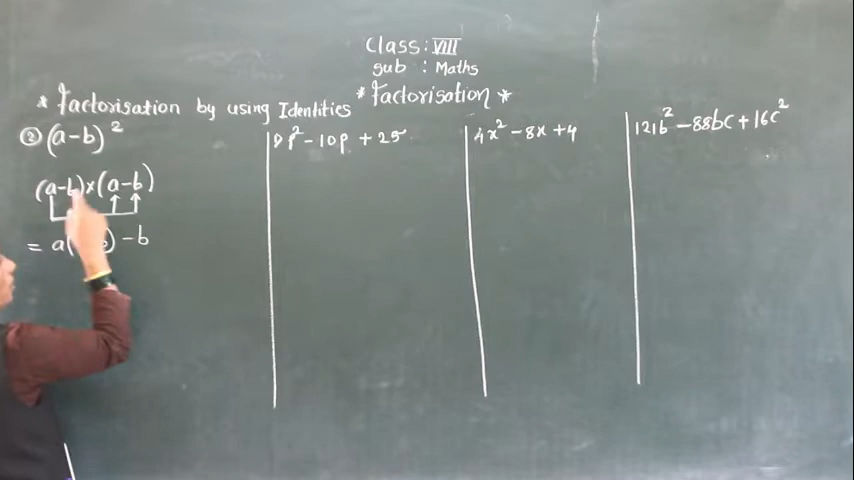 Class: VIII
sub : Maths
* Factorisation *
* Factorisation by using Identities
② (a-b)²
(a-b)×(a-b)
= a( ) - b
p² - 10p + 25
4x² - 8x + 4
121b² - 88bc + 16c²